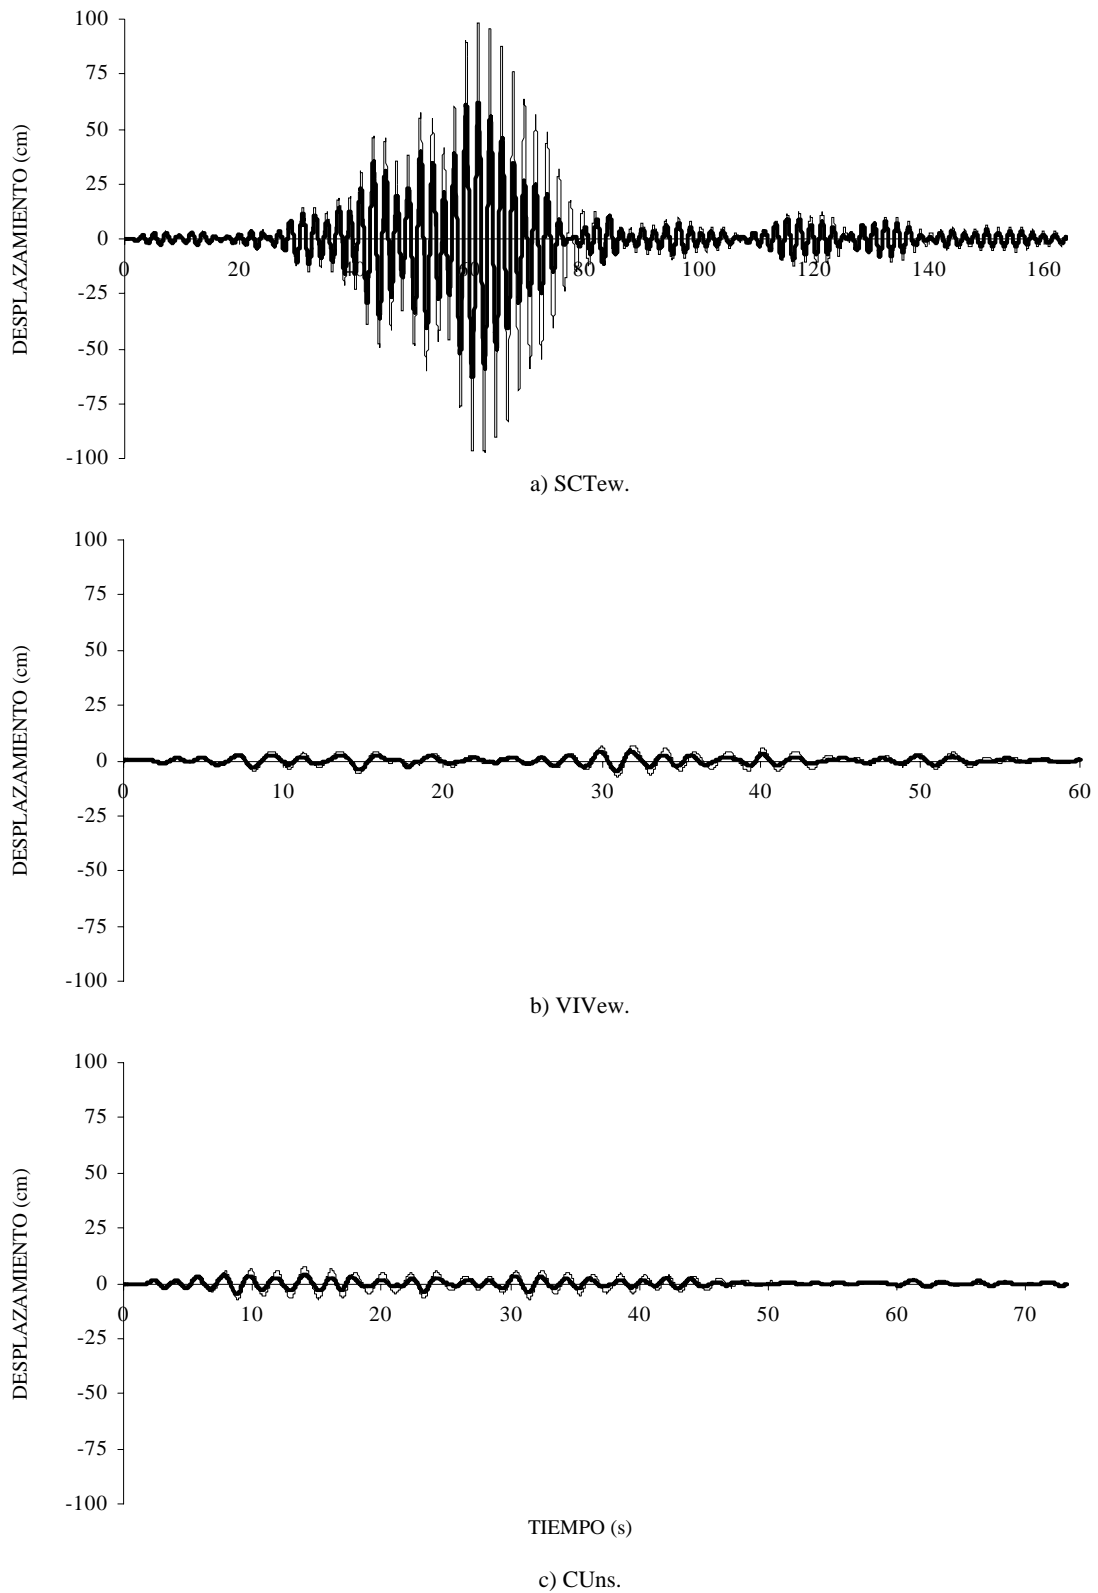 100
75
50
25
0
-25
-50
-75
-100
DESPLAZAMIENTO (cm)
0 20 40 60 80 100 120 140 160
a) SCTew.
100
75
50
25
0
-25
-50
-75
-100
DESPLAZAMIENTO (cm)
0 10 20 30 40 50 60
b) VIVew.
100
75
50
25
0
-25
-50
-75
-100
DESPLAZAMIENTO (cm)
0 10 20 30 40 50 60 70
TIEMPO (s)
c) CUns.